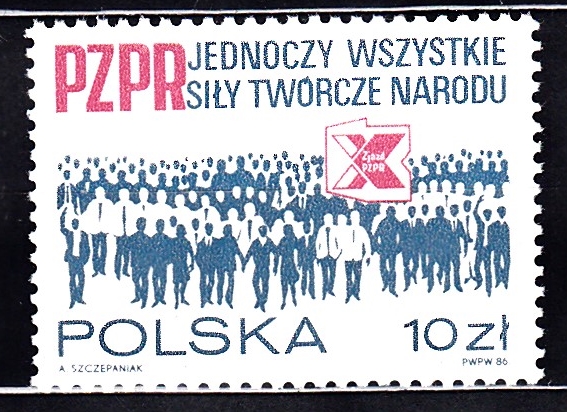 PZPR JEDNOCZY WSZYSTKIE
SIŁY TWÓRCZE NARODU
X
Zjazd
PZPR
POLSKA 10 zł
A. SZCZEPANIAK PWPW 86